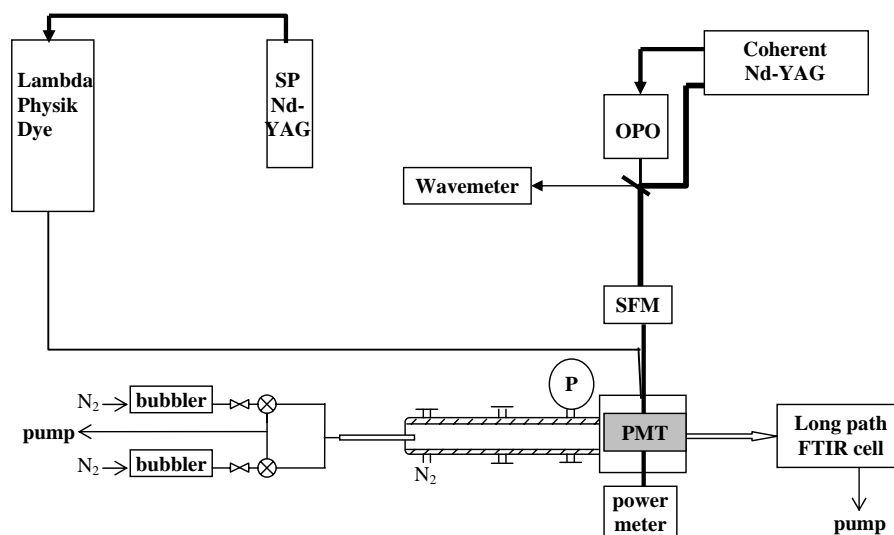 Lambda
Physik
Dye
SP
Nd-
YAG
Coherent
Nd-YAG
OPO
Wavemeter
SFM
P
N2
bubbler
pump
N2
bubbler
N2
PMT
Long path
FTIR cell
power
meter
pump